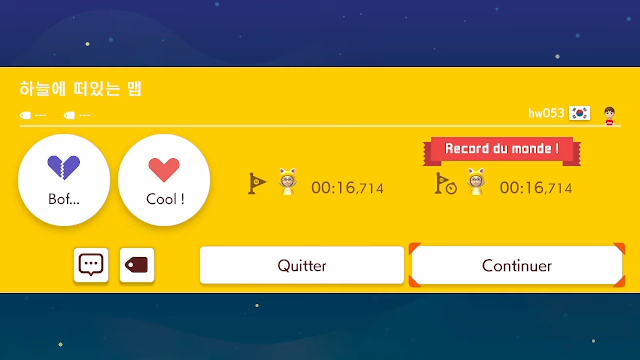 하늘에 떠있는 맵
--- ---
hw053
Record du monde !
Bof...
Cool !
00:16,714
00:16,714
Quitter
Continuer